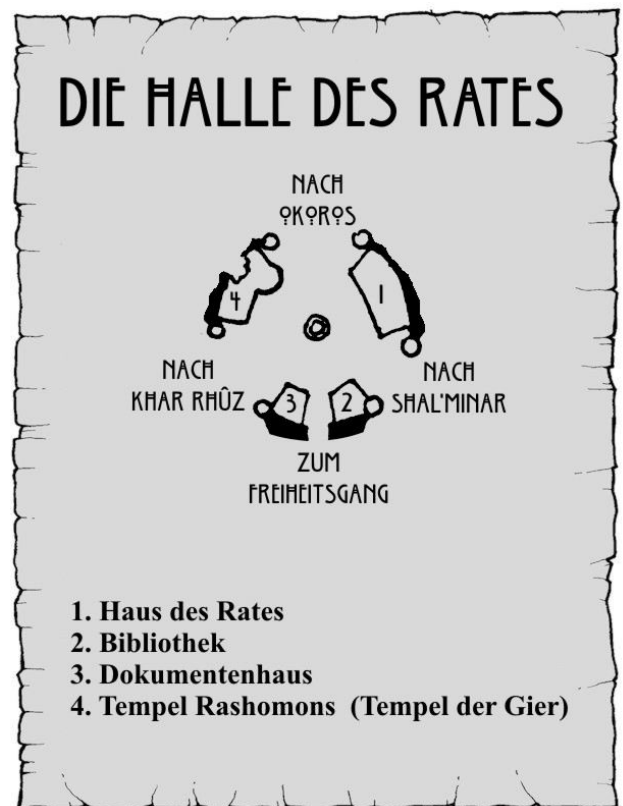 DIE HALLE DES RATES
NACH
OKOROS
4
1
NACH
KHAR RHÛZ
NACH
SHAL'MINAR
3
2
ZUM
FREIHEITSGANG
1. Haus des Rates
2. Bibliothek
3. Dokumentenhaus
4. Tempel Rashomons (Tempel der Gier)